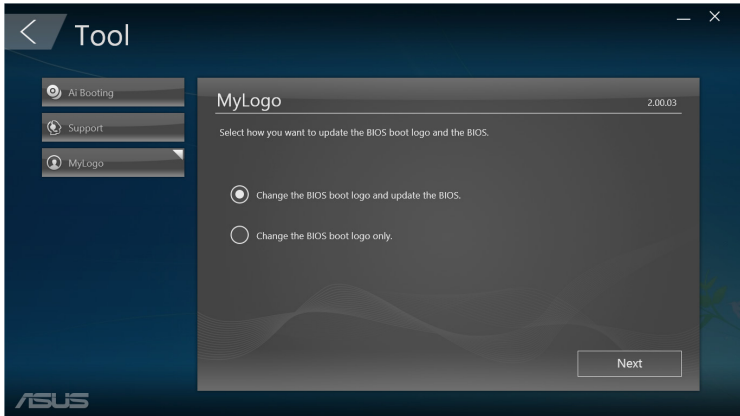 Tool
Ai Booting
Support
MyLogo
MyLogo
2.00.03
Select how you want to update the BIOS boot logo and the BIOS.
Change the BIOS boot logo and update the BIOS.
Change the BIOS boot logo only.
Next
ASUS